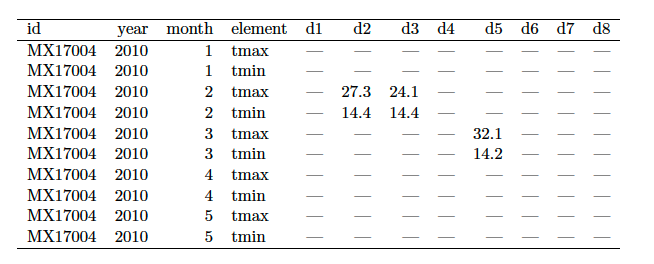 id year month element d1 d2 d3 d4 d5 d6 d7 d8
MX17004 2010 1 tmax — — — — — — — —
MX17004 2010 1 tmin — — — — — — — —
MX17004 2010 2 tmax — 27.3 24.1 — — — — —
MX17004 2010 2 tmin — 14.4 14.4 — — — — —
MX17004 2010 3 tmax — — — — 32.1 — — —
MX17004 2010 3 tmin — — — — 14.2 — — —
MX17004 2010 4 tmax — — — — — — — —
MX17004 2010 4 tmin — — — — — — — —
MX17004 2010 5 tmax — — — — — — — —
MX17004 2010 5 tmin — — — — — — — —